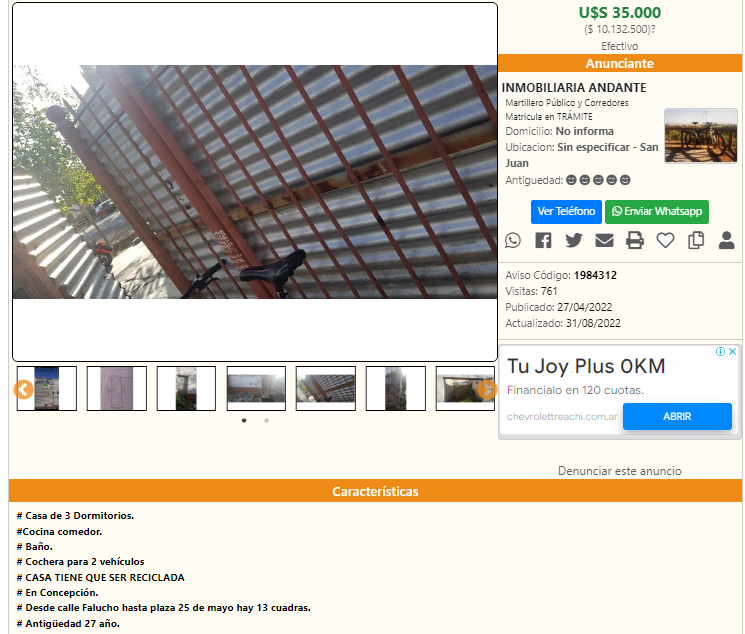 U$S 35.000
($ 10.132.500)?
Efectivo
Anunciante
INMOBILIARIA ANDANTE
Martillero Público y Corredores
Matricula en TRÁMITE
Domicilio: No informa
Ubicacion: Sin especificar - San
Juan
Antiguedad:
Ver Teléfono
Enviar Whatsapp
Aviso Código: 1984312
Visitas: 761
Publicado: 27/04/2022
Actualizado: 31/08/2022
Tu Joy Plus 0KM
Financialo en 120 cuotas.
chevrolettreachi.com.ar
ABRIR
Denunciar este anuncio
Características
# Casa de 3 Dormitorios.
#Cocina comedor.
# Baño.
# Cochera para 2 vehículos
# CASA TIENE QUE SER RECICLADA
# En Concepción.
# Desde calle Falucho hasta plaza 25 de mayo hay 13 cuadras.
# Antigüedad 27 año.